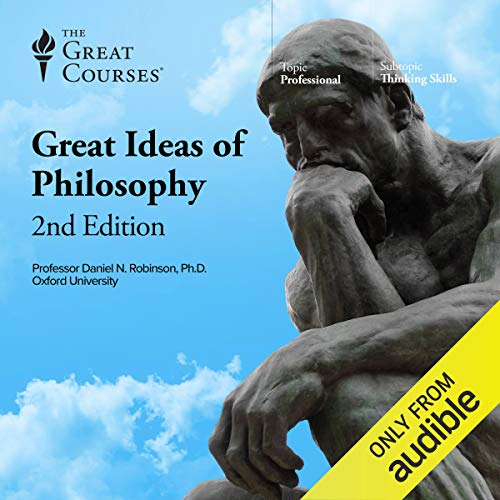 THE
GREAT
COURSES®
Topic
Professional
Subtopic
Thinking Skills
Great Ideas of
Philosophy
2nd Edition
Professor Daniel N. Robinson, Ph.D.
Oxford University
ONLY FROM
audible